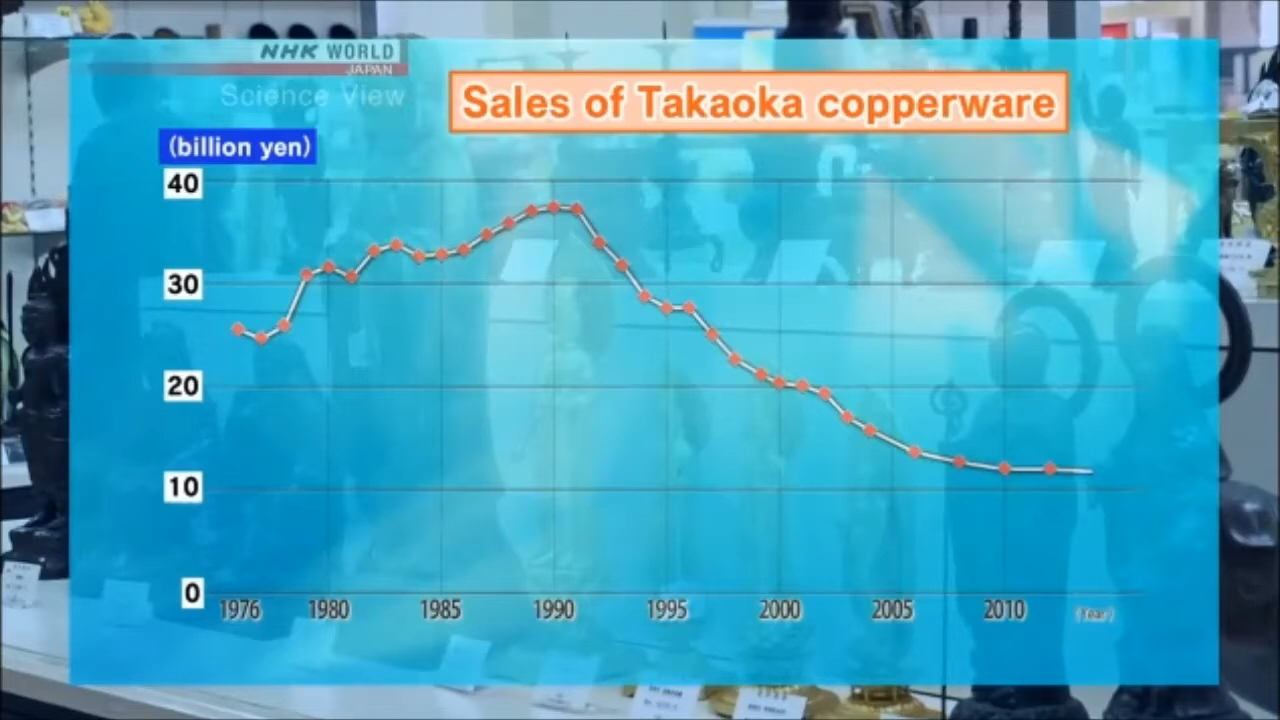 NHK WORLD
JAPAN
Science View
Sales of Takaoka copperware
(billion yen)
40
30
20
10
0
1976 1980 1985 1990 1995 2000 2005 2010 (Year)